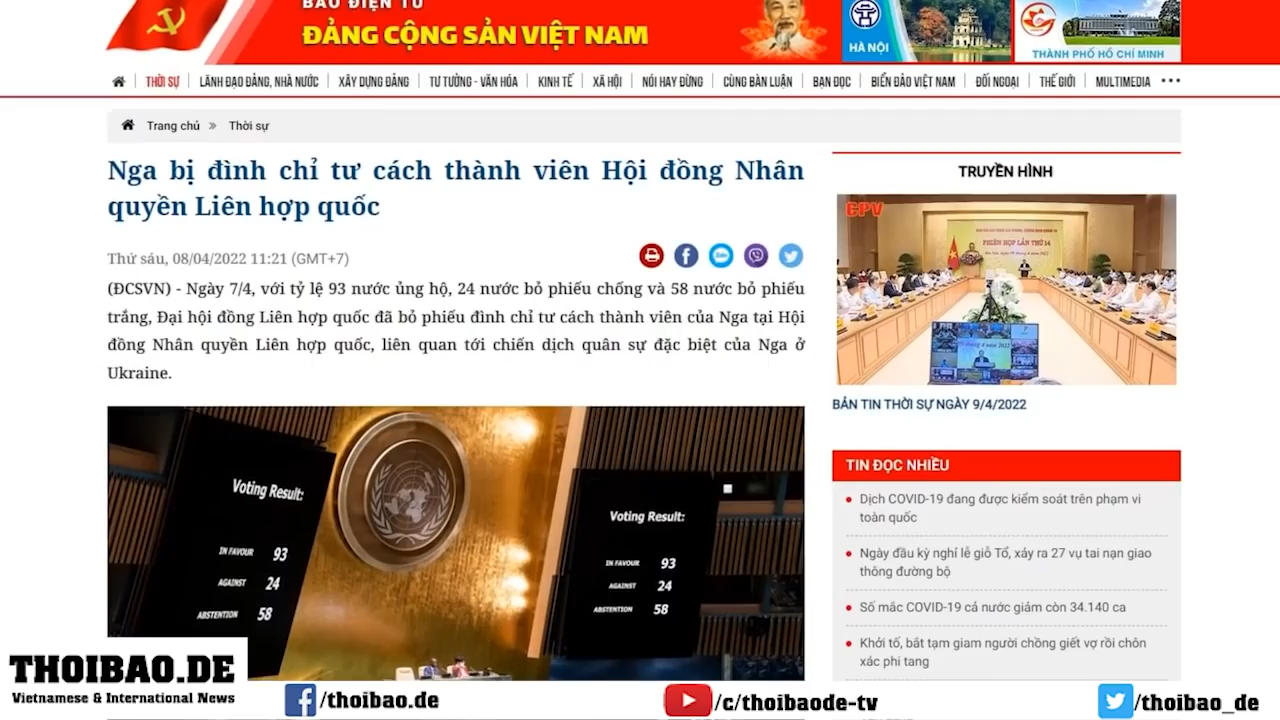 BÁO ĐIỆN TỬ
ĐẢNG CỘNG SẢN VIỆT NAM
HÀ NỘI
THÀNH PHỐ HỒ CHÍ MINH
THỜI SỰ
LÃNH ĐẠO ĐẢNG, NHÀ NƯỚC
XÂY DỰNG ĐẢNG
TƯ TƯỞNG - VĂN HÓA
KINH TẾ
XÃ HỘI
NÓI HAY ĐỪNG
CÙNG BÀN LUẬN
BẠN ĐỌC
BIỂN ĐẢO VIỆT NAM
ĐỐI NGOẠI
THẾ GIỚI
MULTIMEDIA
Trang chủ » Thời sự
Nga bị đình chỉ tư cách thành viên Hội đồng Nhân
quyền Liên hợp quốc
Thứ sáu, 08/04/2022 11:21 (GMT+7)
(ĐCSVN) - Ngày 7/4, với tỷ lệ 93 nước ủng hộ, 24 nước bỏ phiếu chống và 58 nước bỏ phiếu
trắng, Đại hội đồng Liên hợp quốc đã bỏ phiếu đình chỉ tư cách thành viên của Nga tại Hội
đồng Nhân quyền Liên hợp quốc, liên quan tới chiến dịch quân sự đặc biệt của Nga ở
Ukraine.
Voting Result:
IN FAVOUR 93
AGAINST 24
ABSTENTION 58
Voting Result:
IN FAVOUR 93
AGAINST 24
ABSTENTION 58
TRUYỀN HÌNH
CPV
PHIÊN HỌP LẦN THỨ 14
BẢN TIN THỜI SỰ NGÀY 9/4/2022
TIN ĐỌC NHIỀU
Dịch COVID-19 đang được kiểm soát trên phạm vi
toàn quốc
Ngày đầu kỳ nghỉ lễ giỗ Tổ, xảy ra 27 vụ tai nạn giao
thông đường bộ
Số mắc COVID-19 cả nước giảm còn 34.140 ca
Khởi tố, bắt tạm giam người chồng giết vợ rồi chôn
xác phi tang
THOIBAO.DE
Vietnamese & International News
/thoibao.de
/c/thoibaode-tv
/thoibao_de